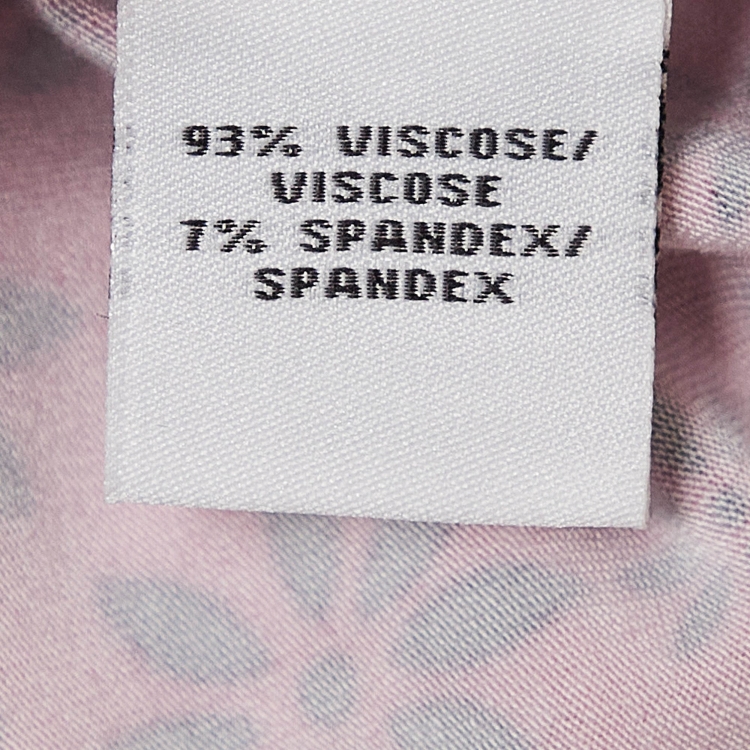 93% VISCOSE/
VISCOSE
7% SPANDEX/
SPANDEX